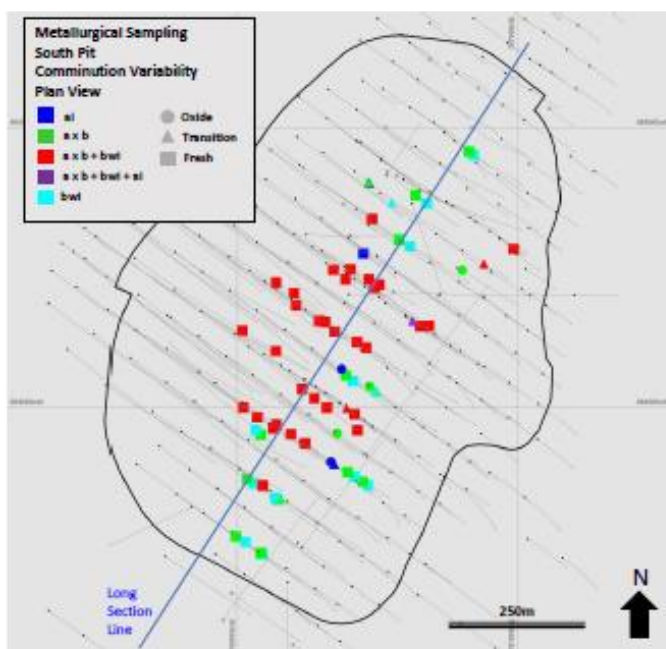 Metallurgical Sampling
South Pit
Comminution Variability
Plan View
ai
a x b
a x b + bwi
a x b + bwi + ai
bwi
Oxide
Transition
Fresh
Long
Section
Line
250m
N